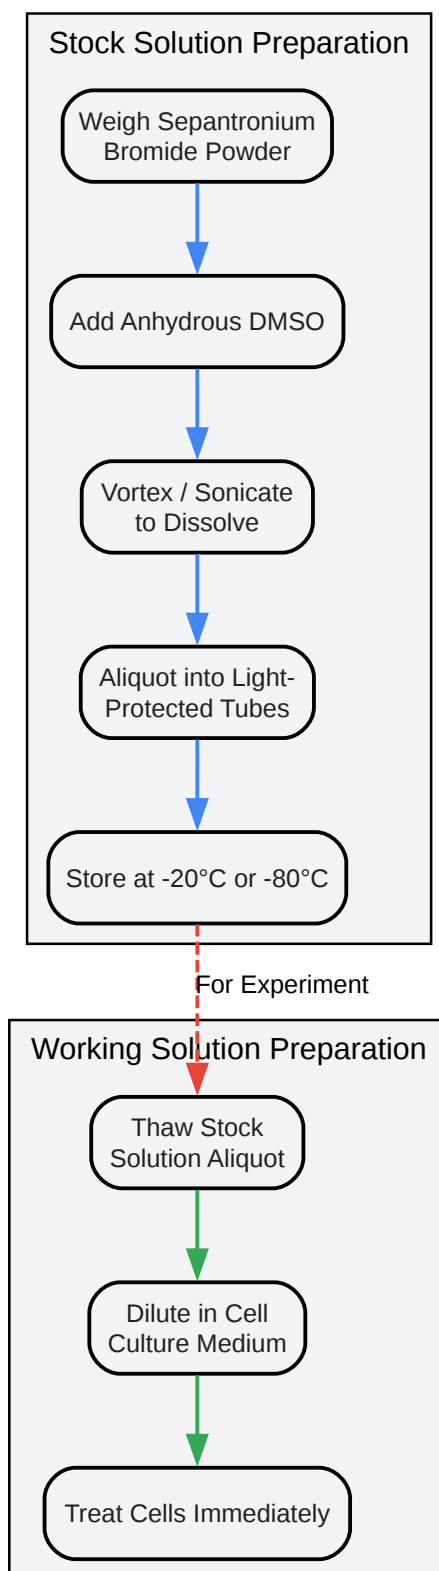 Stock Solution Preparation
Weigh Sepantronium
Bromide Powder
Add Anhydrous DMSO
Vortex / Sonicate
to Dissolve
Aliquot into Light-
Protected Tubes
Store at -20°C or -80°C
For Experiment
Working Solution Preparation
Thaw Stock
Solution Aliquot
Dilute in Cell
Culture Medium
Treat Cells Immediately